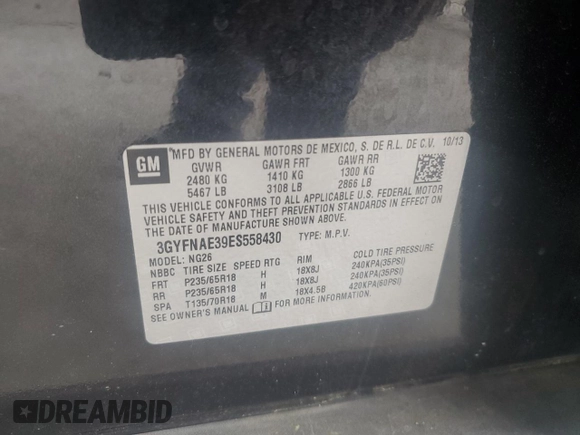 GM
*MFD BY GENERAL MOTORS DE MEXICO, S. DE R.L. DE C.V. 10/13
GVWR GAWR FRT GAWR RR
2480 KG 1410 KG 1300 KG
5467 LB 3108 LB 2866 LB
THIS VEHICLE CONFORMS TO ALL APPLICABLE U.S. FEDERAL MOTOR
VEHICLE SAFETY AND THEFT PREVENTION STANDARDS IN EFFECT ON
THE DATE OF MANUFACTURE SHOWN ABOVE.
3GYFNAE39ES558430 TYPE: M.P.V.
MODEL: NG26
NBBC TIRE SIZE SPEED RTG RIM COLD TIRE PRESSURE
FRT P235/65R18 H 18X8J 240KPA(35PSI)
RR P235/65R18 H 18X8J 240KPA(35PSI)
SPA T135/70R18 M 18X4.5B 420KPA(60PSI)
SEE OWNER'S MANUAL FOR MORE INFORMATION.
DREAMBID